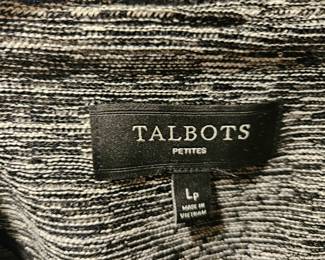 TALBOTS
PETITES
Lp
MADE IN
VIETNAM